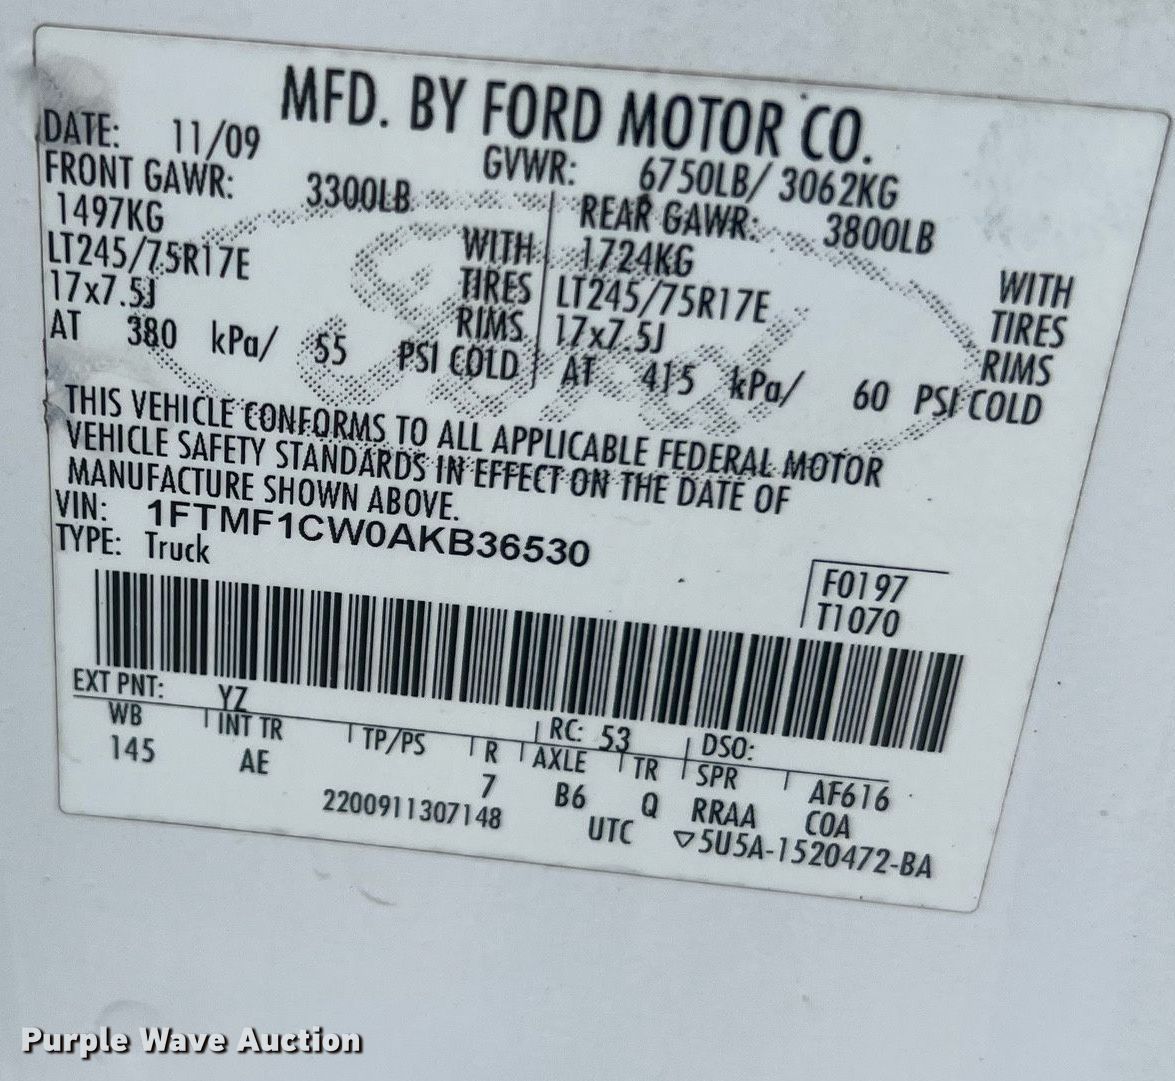 MFD. BY FORD MOTOR CO.
DATE: 11/09 GVWR: 6750LB/ 3062KG
FRONT GAWR: 3300LB REAR GAWR: 3800LB
1497KG WITH 1724KG WITH
LT245/75R17E TIRES LT245/75R17E TIRES
17x7.5J RIMS 17x7.5J RIMS
AT 380 kPa/ 55 PSI COLD AT 415 kPa/ 60 PSI COLD
THIS VEHICLE CONFORMS TO ALL APPLICABLE FEDERAL MOTOR
VEHICLE SAFETY STANDARDS IN EFFECT ON THE DATE OF
MANUFACTURE SHOWN ABOVE.
VIN: 1FTMF1CW0AKB36530
TYPE: Truck
F0197
T1070
EXT PNT: YZ RC: 53 DSO:
WB INT TR TP/PS R AXLE TR SPR AF616
145 AE 7 B6 Q RRAA COA
2200911307148 UTC ▽5U5A-1520472-BA
Ford
Purple Wave Auction